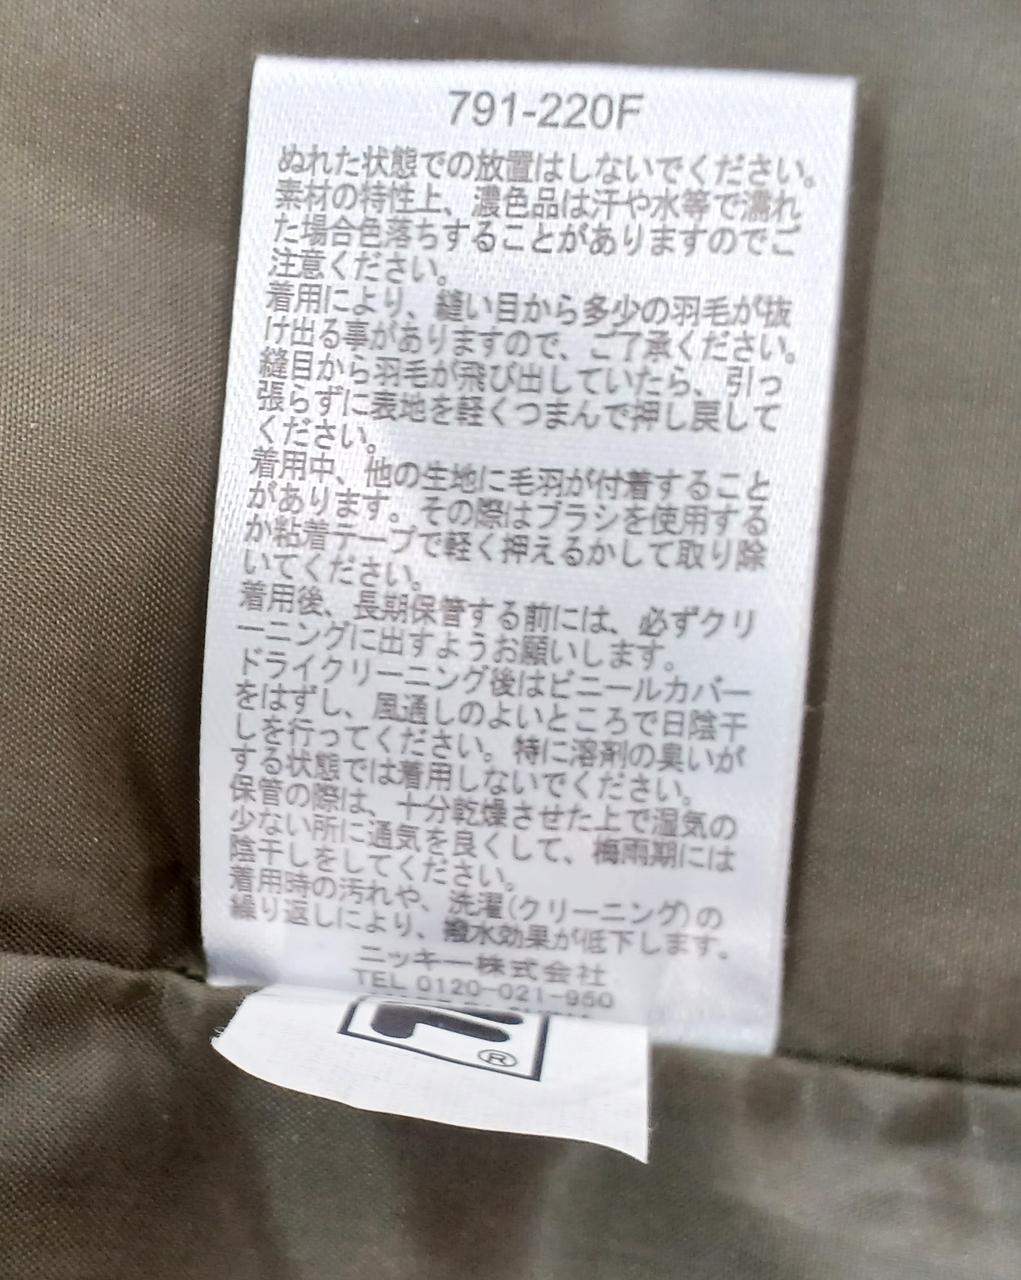 791-220F
ぬれた状態での放置はしないでください。
素材の特性上、濃色品は汗や水等で濡れ
た場合色落ちすることがありますのでご
注意ください。
着用により、縫い目から多少の羽毛が抜
け出る事がありますので、ご了承ください。
縫目から羽毛が飛び出していたら、引っ
張らずに表地を軽くつまんで押し戻して
ください。
着用中、他の生地に毛羽が付着すること
があります。その際はブラシを使用する
か粘着テープで軽く押えるかして取り除
いてください。
着用後、長期保管する前には、必ずクリ
ーニングに出すようお願いします。
ドライクリーニング後はビニールカバー
をはずし、風通しのよいところで日陰干
しを行ってください。特に溶剤の臭いが
する状態では着用しないでください。
保管の際は、十分乾燥させた上で湿気の
少ない所に通気を良くして、梅雨期には
陰干しをしてください。
着用時の汚れや、洗濯(クリーニング)の
繰り返しにより、撥水効果が低下します。
ニッキー株式会社
TEL 0120-021-950
®